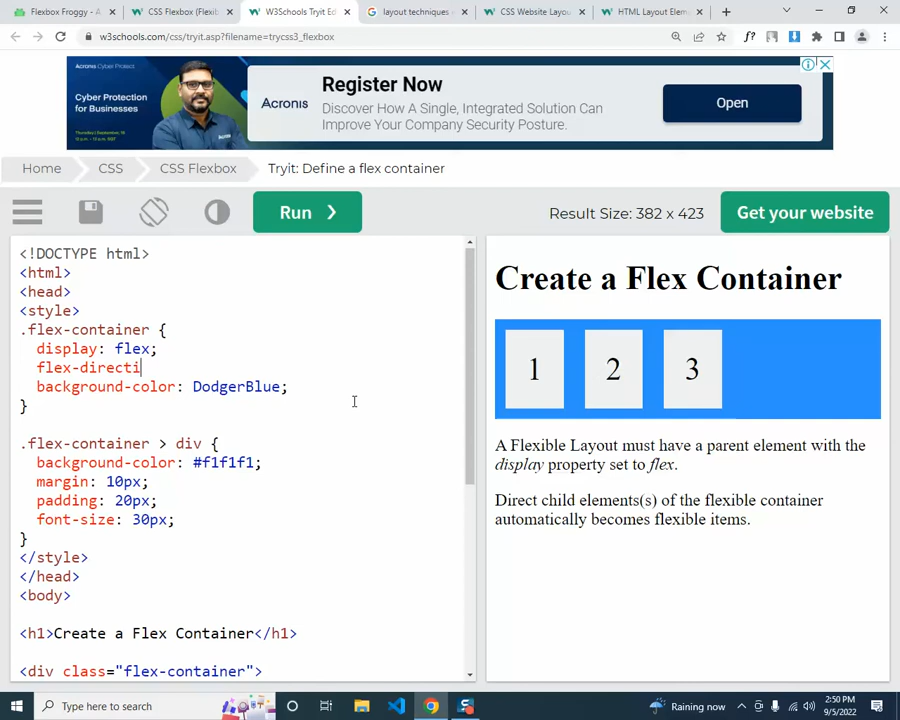 Flexbox Froggy - A
CSS Flexbox (Flexi
W3Schools Tryit Ed
layout techniques
CSS Website Layou
HTML Layout Elem
w3schools.com/css/tryit.asp?filename=trycss3_flexbox
Acronis
Cyber Protect
Cyber Protection
for Businesses
Acronis
Register Now
Discover How A Single, Integrated Solution Can
Improve Your Company Security Posture.
Open
Home
CSS
CSS Flexbox
Tryit: Define a flex container
Run ❯
Result Size: 382 x 423
Get your website
<!DOCTYPE html>
<html>
<head>
<style>
.flex-container {
display: flex;
flex-directi
background-color: DodgerBlue;
}
.flex-container > div {
background-color: #f1f1f1;
margin: 10px;
padding: 20px;
font-size: 30px;
}
</style>
</head>
<body>
<h1>Create a Flex Container</h1>
<div class="flex-container">
Create a Flex Container
1 2 3
A Flexible Layout must have a parent element with the
display property set to flex.
Direct child elements(s) of the flexible container
automatically becomes flexible items.
Type here to search
Raining now
2:50 PM
9/5/2022